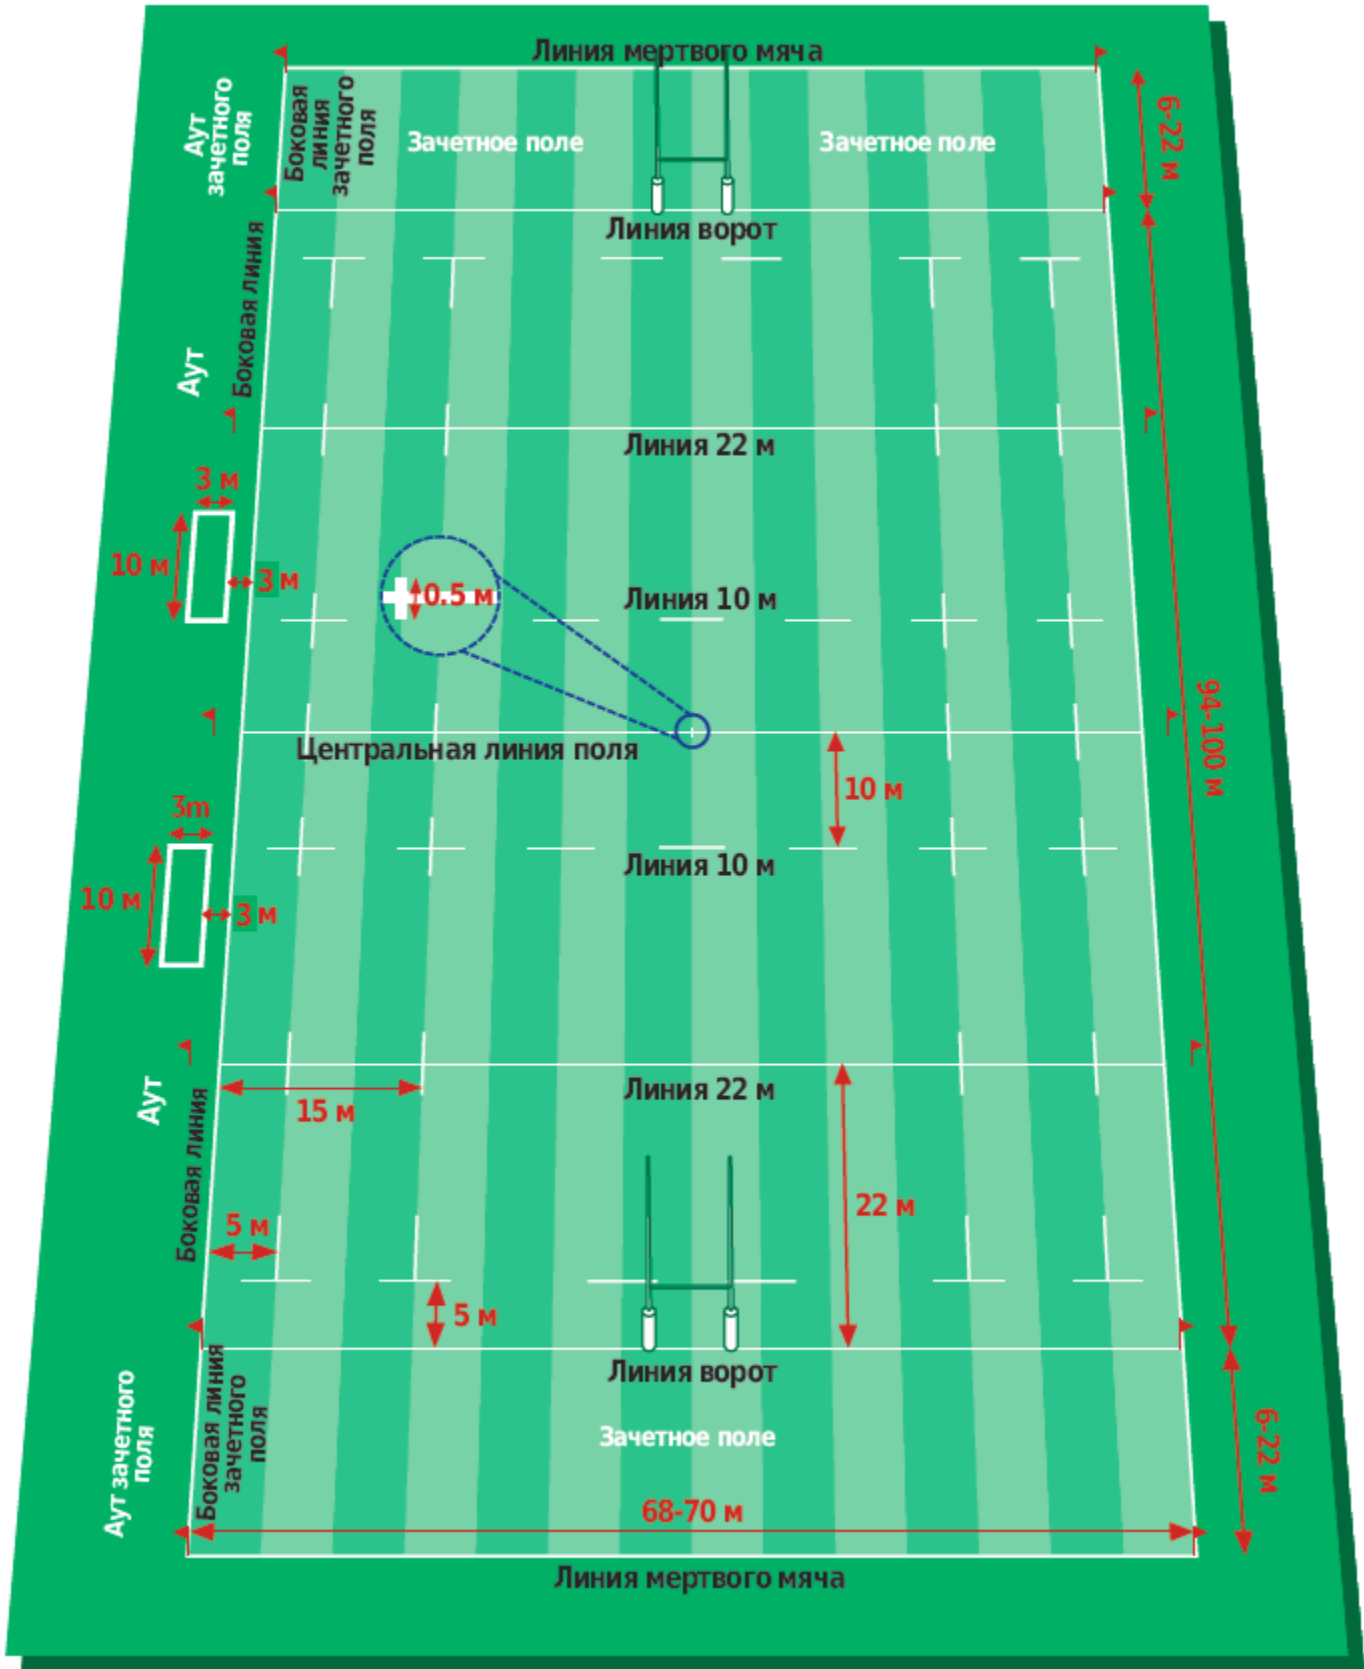 Линия мертвого мяча
Аут
зачетного
поля
Боковая
линия
зачетного
поля
Зачетное поле
Зачетное поле
6-22 м
Линия ворот
Боковая линия
Аут
Линия 22 м
3 м
10 м
3 м
0.5 м
Линия 10 м
94-100 м
Центральная линия поля
10 м
3m
Линия 10 м
10 м
3 м
Аут
Линия 22 м
15 м
Боковая линия
22 м
5 м
5 м
Линия ворот
Аут зачетного
поля
Боковая линия
зачетного
поля
Зачетное поле
6-22 м
68-70 м
Линия мертвого мяча